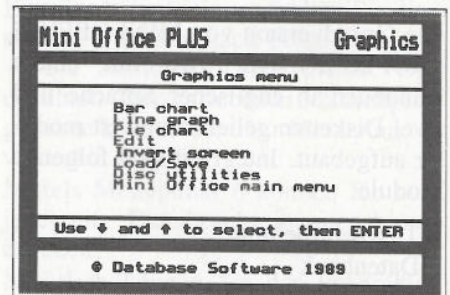 Mini Office PLUS Graphics
Graphics menu
Bar chart
Line graph
Pie chart
Edit
Invert screen
Load/Save
Disc utilities
Mini Office main menu
Use ↓ and ↑ to select, then ENTER
© Database Software 1989